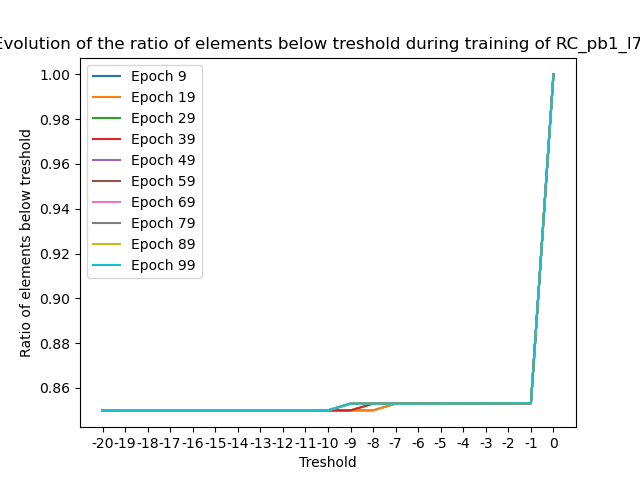 Evolution of the ratio of elements below treshold during training of RC_pb1_l7
Ratio of elements below treshold
1.00
0.98
0.96
0.94
0.92
0.90
0.88
0.86
Epoch 9
Epoch 19
Epoch 29
Epoch 39
Epoch 49
Epoch 59
Epoch 69
Epoch 79
Epoch 89
Epoch 99
-20 -19 -18 -17 -16 -15 -14 -13 -12 -11 -10 -9 -8 -7 -6 -5 -4 -3 -2 -1 0
Treshold